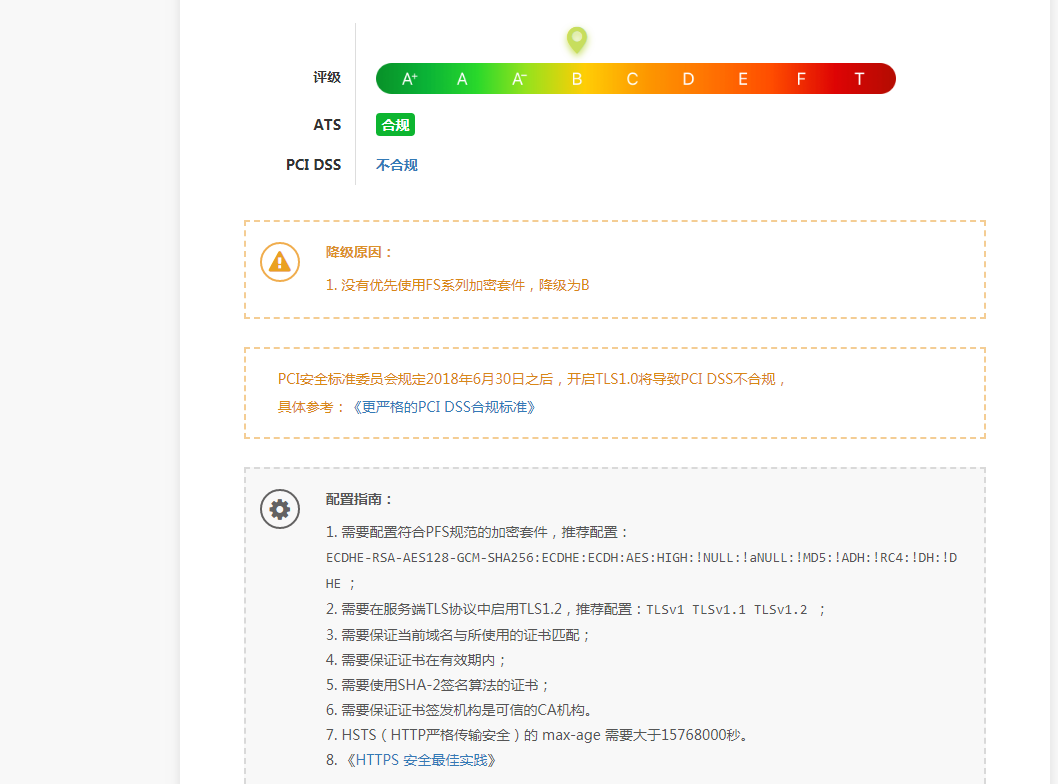 评级 A+ A A- B C D E F T
ATS 合规
PCI DSS 不合规
降级原因：
1. 没有优先使用FS系列加密套件，降级为B
PCI安全标准委员会规定2018年6月30日之后，开启TLS1.0将导致PCI DSS不合规，
具体参考：《更严格的PCI DSS合规标准》
配置指南：
1. 需要配置符合PFS规范的加密套件，推荐配置：
ECDHE-RSA-AES128-GCM-SHA256:ECDHE:ECDH:AES:HIGH:!NULL:!aNULL:!MD5:!ADH:!RC4:!DH:!D
HE ；
2. 需要在服务端TLS协议中启用TLS1.2，推荐配置：TLSv1 TLSv1.1 TLSv1.2 ；
3. 需要保证当前域名与所使用的证书匹配；
4. 需要保证证书在有效期内；
5. 需要使用SHA-2签名算法的证书；
6. 需要保证证书签发机构是可信的CA机构。
7. HSTS（HTTP严格传输安全）的 max-age 需要大于15768000秒。
8. 《HTTPS 安全最佳实践》